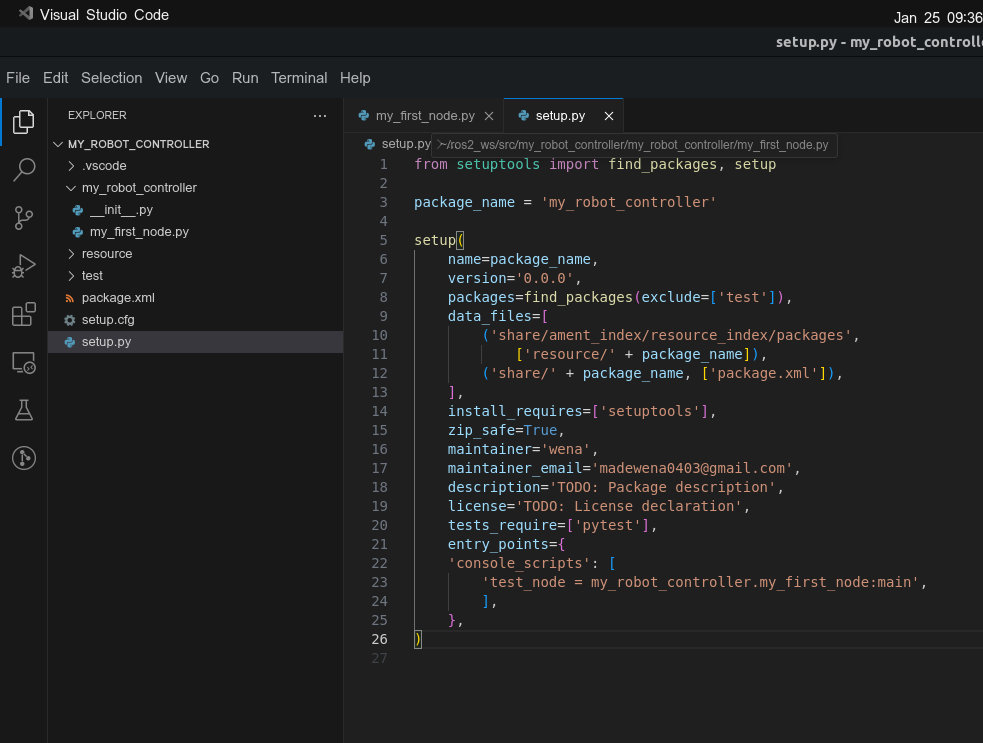 Visual Studio Code
Jan 25 09:36
setup.py - my_robot_controlle
File Edit Selection View Go Run Terminal Help
EXPLORER
MY_ROBOT_CONTROLLER
.vscode
my_robot_controller
__init__.py
my_first_node.py
resource
test
package.xml
setup.cfg
setup.py
my_first_node.py
setup.py
setup.py
~/ros2_ws/src/my_robot_controller/my_robot_controller/my_first_node.py
1 from setuptools import find_packages, setup
2
3 package_name = 'my_robot_controller'
4
5 setup(
6 name=package_name,
7 version='0.0.0',
8 packages=find_packages(exclude=['test']),
9 data_files=[
10 ('share/ament_index/resource_index/packages',
11 ['resource/' + package_name]),
12 ('share/' + package_name, ['package.xml']),
13 ],
14 install_requires=['setuptools'],
15 zip_safe=True,
16 maintainer='wena',
17 maintainer_email='madewena0403@gmail.com',
18 description='TODO: Package description',
19 license='TODO: License declaration',
20 tests_require=['pytest'],
21 entry_points={
22 'console_scripts': [
23 'test_node = my_robot_controller.my_first_node:main',
24 ],
25 },
26 )
27